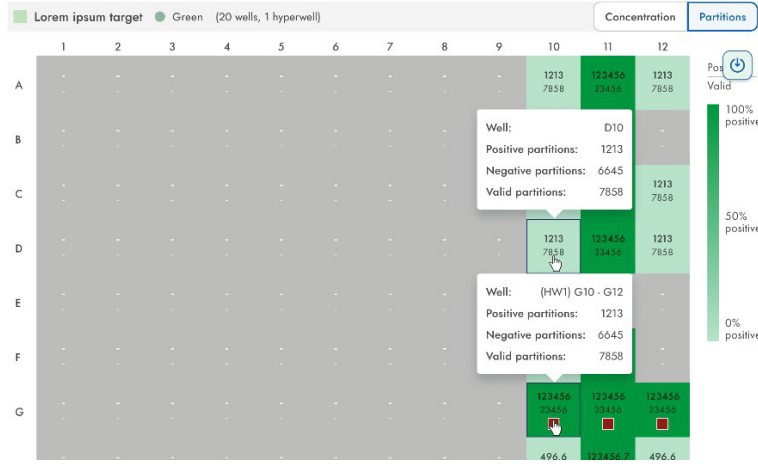 Lorem ipsum target Green (20 wells, 1 hyperwell) Concentration Partitions
1 2 3 4 5 6 7 8 9 10 11 12
Valid
A - - - - - - - - - 1213 123456 1213
- - - - - - - - - 7858 23456 7858
100% positive
B - - - - - - - - - -
- - - - - - - - - -
Well: D10
Positive partitions: 1213
Negative partitions: 6645
Valid partitions: 7858
C - - - - - - - - - 1213
- - - - - - - - - 7858
50% positive
D - - - - - - - - - 1213 123456 1213
- - - - - - - - - 7858 23456 7858
E - - - - - - - - - -
- - - - - - - - - -
Well: (HW1) G10 - G12
Positive partitions: 1213
Negative partitions: 6645
Valid partitions: 7858
0% positive
F - - - - - - - - - -
- - - - - - - - - -
G - - - - - - - - - 123456 123456 123456
- - - - - - - - - 23456 23456 23456
- - - - - - - - - 496.6 123456.7 496.6